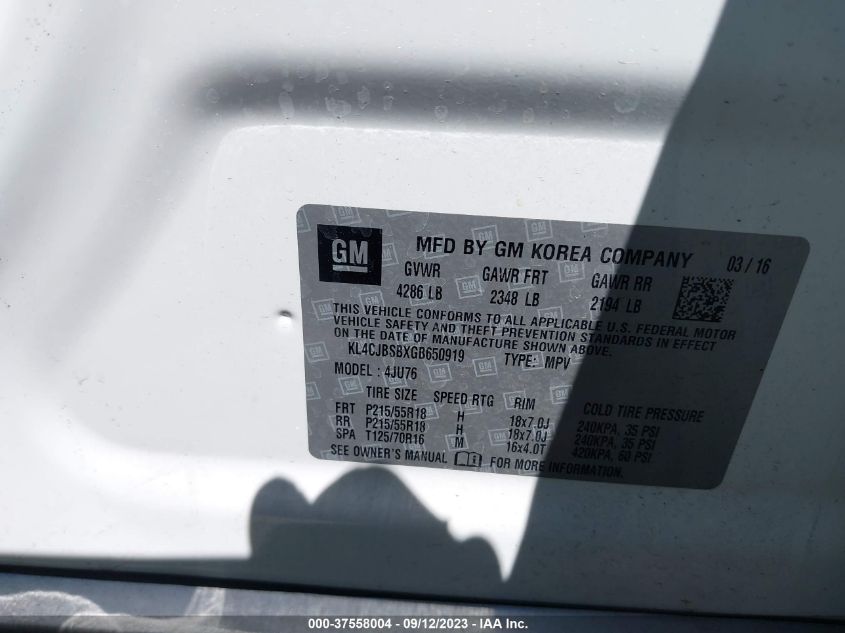 GM
MFD BY GM KOREA COMPANY 03 / 16
GVWR GAWR FRT GAWR RR
4286 LB 2348 LB 2194 LB
THIS VEHICLE CONFORMS TO ALL APPLICABLE U.S. FEDERAL MOTOR
VEHICLE SAFETY AND THEFT PREVENTION STANDARDS IN EFFECT
ON THE DATE OF MANUFACTURE SHOWN ABOVE.
KL4CJBSBXGB650919 TYPE: MPV
MODEL : 4JU76
TIRE SIZE SPEED RTG RIM COLD TIRE PRESSURE
FRT P215/55R18 H 18x7.0J 240KPA, 35 PSI
RR P215/55R18 H 18x7.0J 240KPA, 35 PSI
SPA T125/70R16 M 16x4.0T 420KPA, 60 PSI
SEE OWNER'S MANUAL FOR MORE INFORMATION.
000-37558004 - 09/12/2023 - IAA Inc.